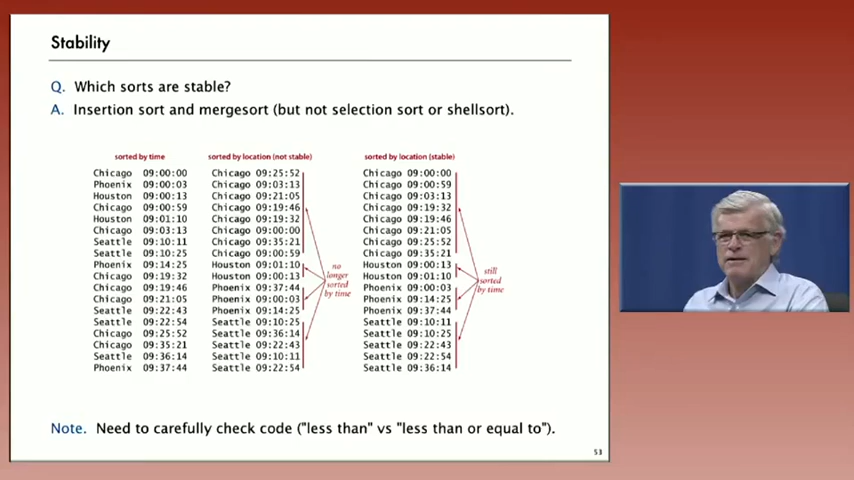 Stability
Q. Which sorts are stable?
A. Insertion sort and mergesort (but not selection sort or shellsort).
sorted by time
Chicago 09:00:00
Phoenix 09:00:03
Houston 09:00:13
Chicago 09:00:59
Houston 09:01:10
Chicago 09:03:13
Seattle 09:10:11
Seattle 09:10:25
Phoenix 09:14:25
Chicago 09:19:32
Chicago 09:19:46
Chicago 09:21:05
Seattle 09:22:43
Seattle 09:22:54
Chicago 09:25:52
Chicago 09:35:21
Seattle 09:36:14
Phoenix 09:37:44
sorted by location (not stable)
Chicago 09:25:52
Chicago 09:03:13
Chicago 09:21:05
Chicago 09:19:46
Chicago 09:19:32
Chicago 09:00:00
Chicago 09:35:21
Chicago 09:00:59
Houston 09:01:10
Houston 09:00:13
Phoenix 09:37:44
Phoenix 09:00:03
Phoenix 09:14:25
Seattle 09:10:25
Seattle 09:36:14
Seattle 09:22:43
Seattle 09:10:11
Seattle 09:22:54
no
longer
sorted
by time
sorted by location (stable)
Chicago 09:00:00
Chicago 09:00:59
Chicago 09:03:13
Chicago 09:19:32
Chicago 09:19:46
Chicago 09:21:05
Chicago 09:25:52
Chicago 09:35:21
Houston 09:00:13
Houston 09:01:10
Phoenix 09:00:03
Phoenix 09:14:25
Phoenix 09:37:44
Seattle 09:10:11
Seattle 09:10:25
Seattle 09:22:43
Seattle 09:22:54
Seattle 09:36:14
still
sorted
by time
Note. Need to carefully check code ("less than" vs "less than or equal to").
53